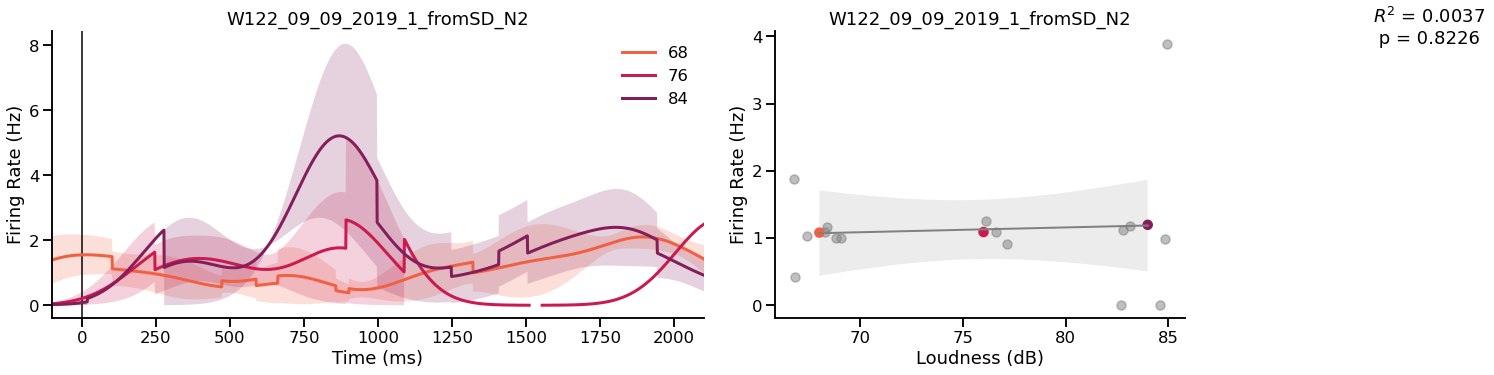 W122_09_09_2019_1_fromSD_N2
8
6
4
2
0
Firing Rate (Hz)
68
76
84
0 250 500 750 1000 1250 1500 1750 2000
Time (ms)
W122_09_09_2019_1_fromSD_N2
4
3
2
1
0
Firing Rate (Hz)
70 75 80 85
Loudness (dB)
R² = 0.0037
p = 0.8226